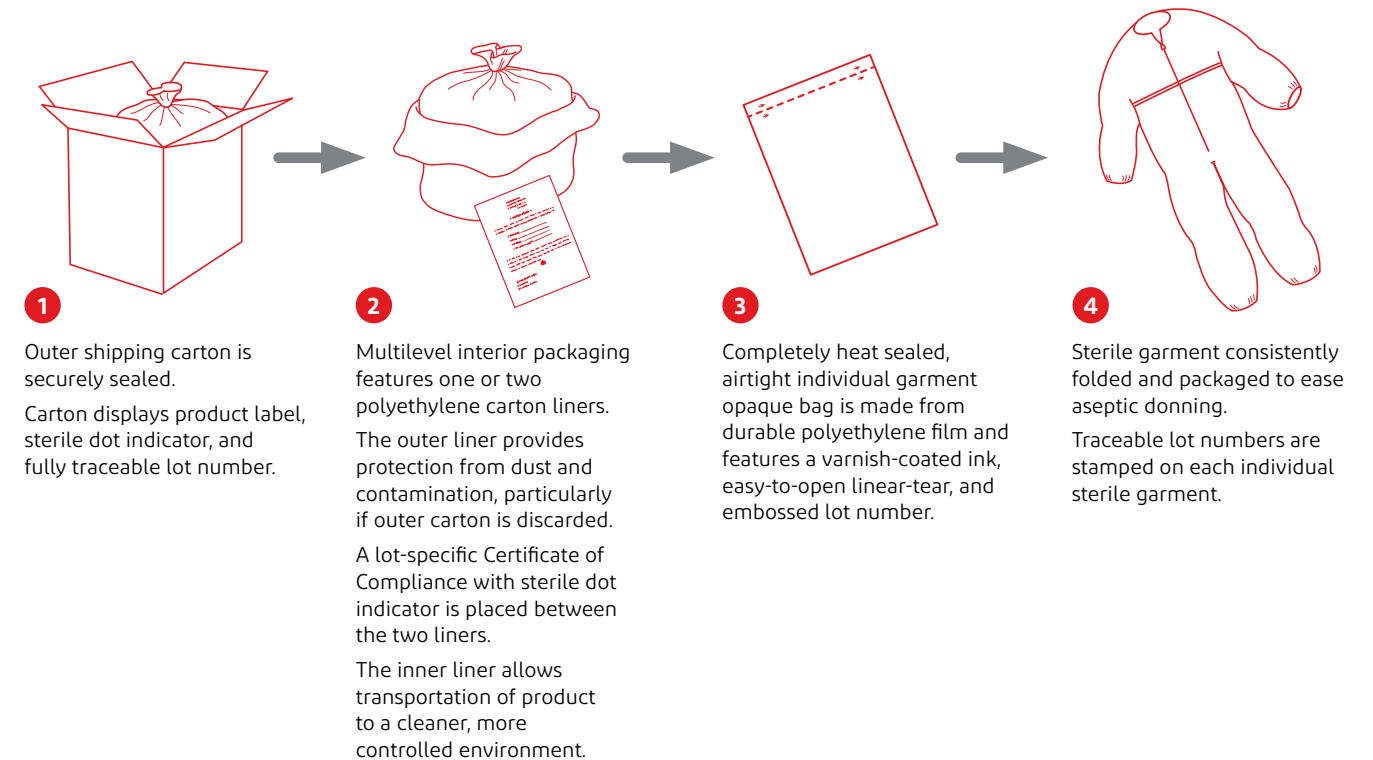 1
Outer shipping carton is
securely sealed.
Carton displays product label,
sterile dot indicator, and
fully traceable lot number.
2
Multilevel interior packaging
features one or two
polyethylene carton liners.
The outer liner provides
protection from dust and
contamination, particularly
if outer carton is discarded.
A lot-specific Certificate of
Compliance with sterile dot
indicator is placed between
the two liners.
The inner liner allows
transportation of product
to a cleaner, more
controlled environment.
3
Completely heat sealed,
airtight individual garment
opaque bag is made from
durable polyethylene film and
features a varnish-coated ink,
easy-to-open linear-tear, and
embossed lot number.
4
Sterile garment consistently
folded and packaged to ease
aseptic donning.
Traceable lot numbers are
stamped on each individual
sterile garment.